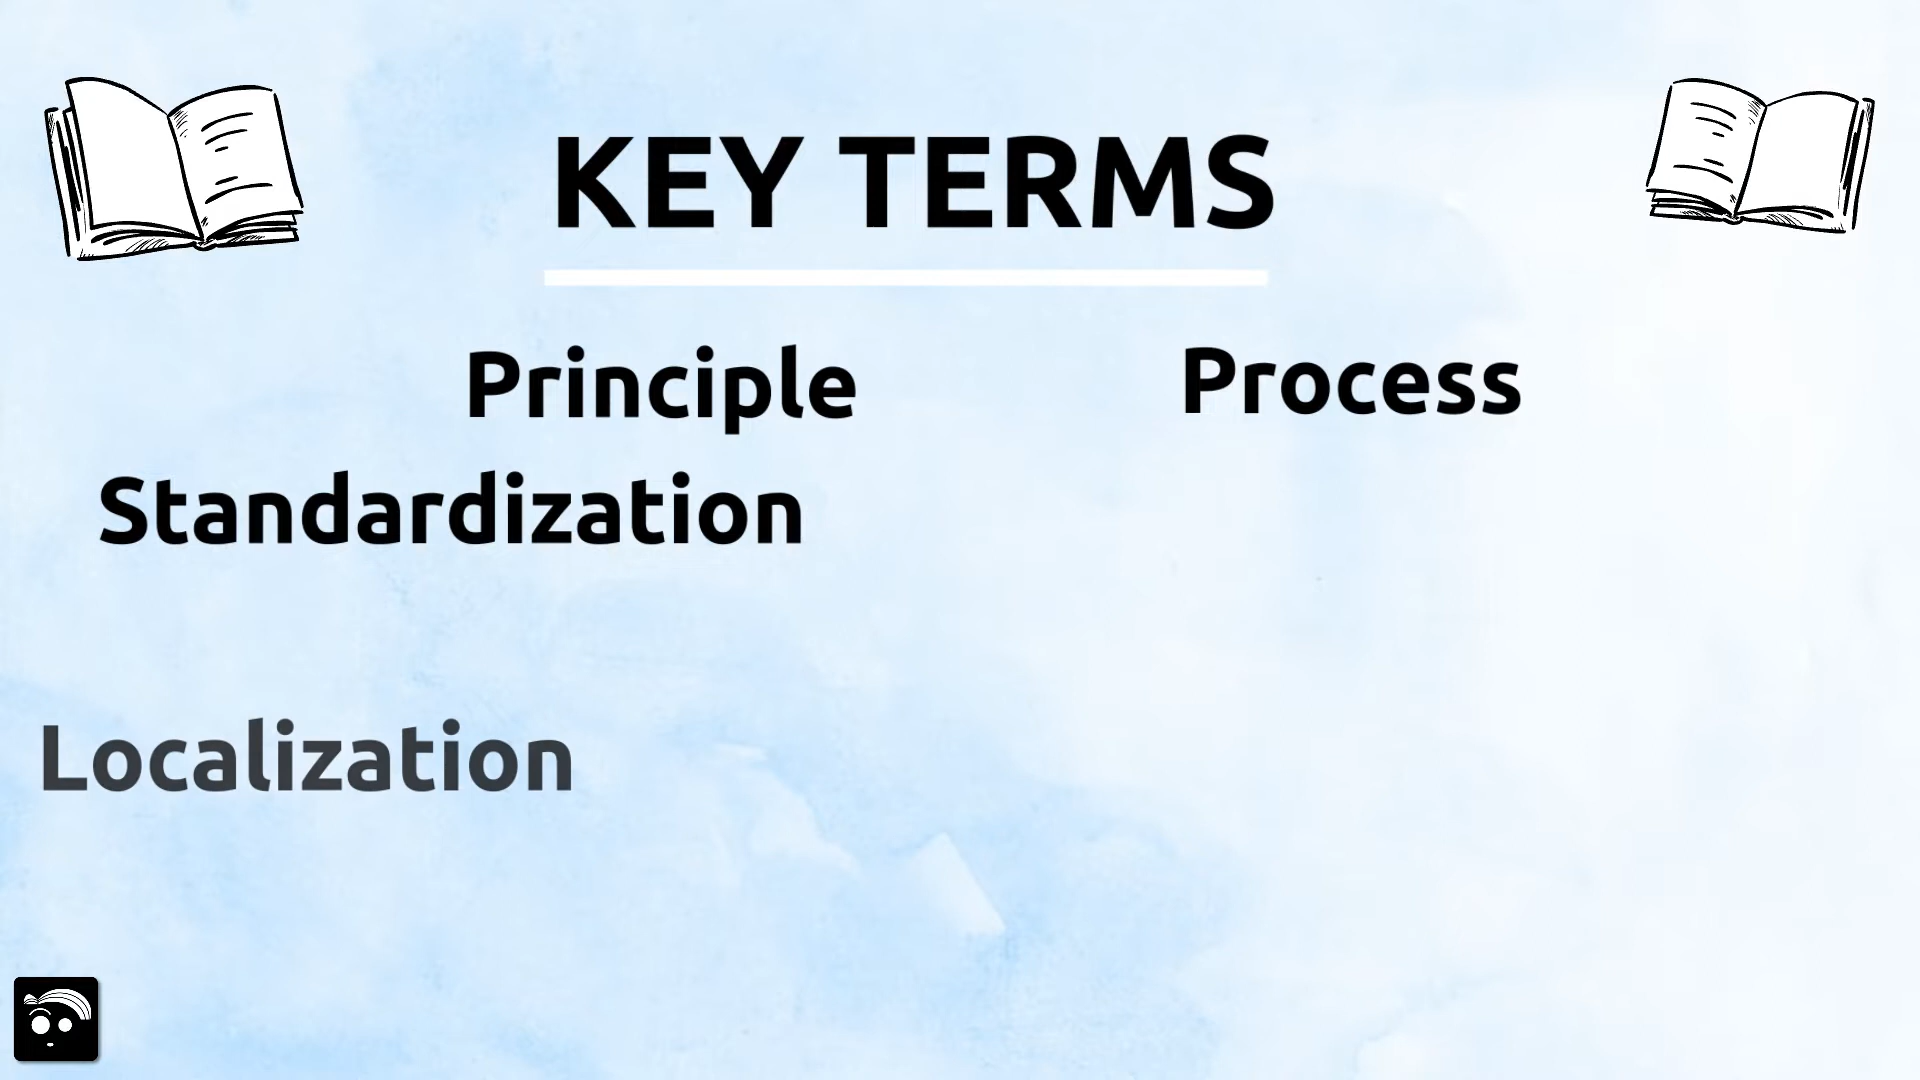 KEY TERMS
Principle
Process
Standardization
Localization